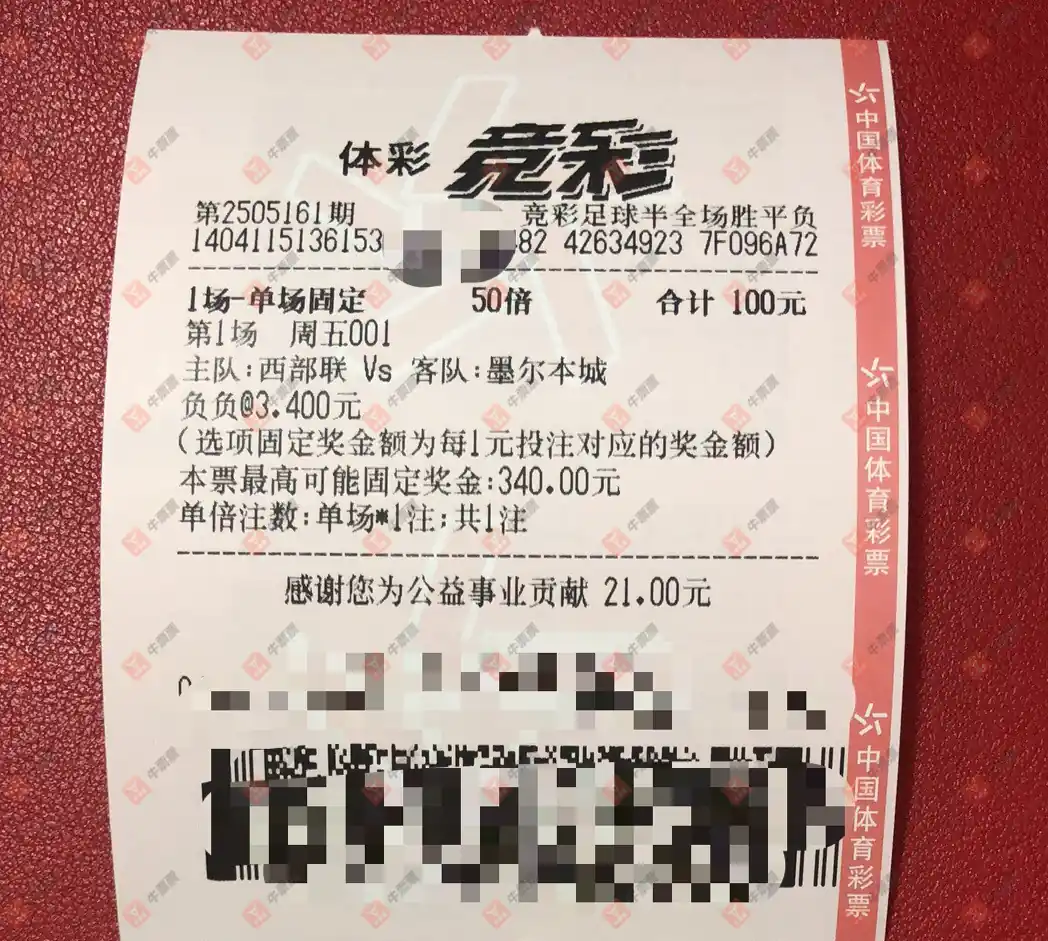 体彩 竞彩
第2505161期 竞彩足球半全场胜平负
1404115136153 82 42634923 7F096A72
1场-单场固定 50倍 合计 100元
第1场 周五001
主队:西部联 Vs 客队:墨尔本城
负负@3.400元
(选项固定奖金额为每1元投注对应的奖金额)
本票最高可能固定奖金:340.00元
单倍注数:单场*1注;共1注
感谢您为公益事业贡献 21.00元
中国体育彩票
中国体育彩票
中国体育彩票